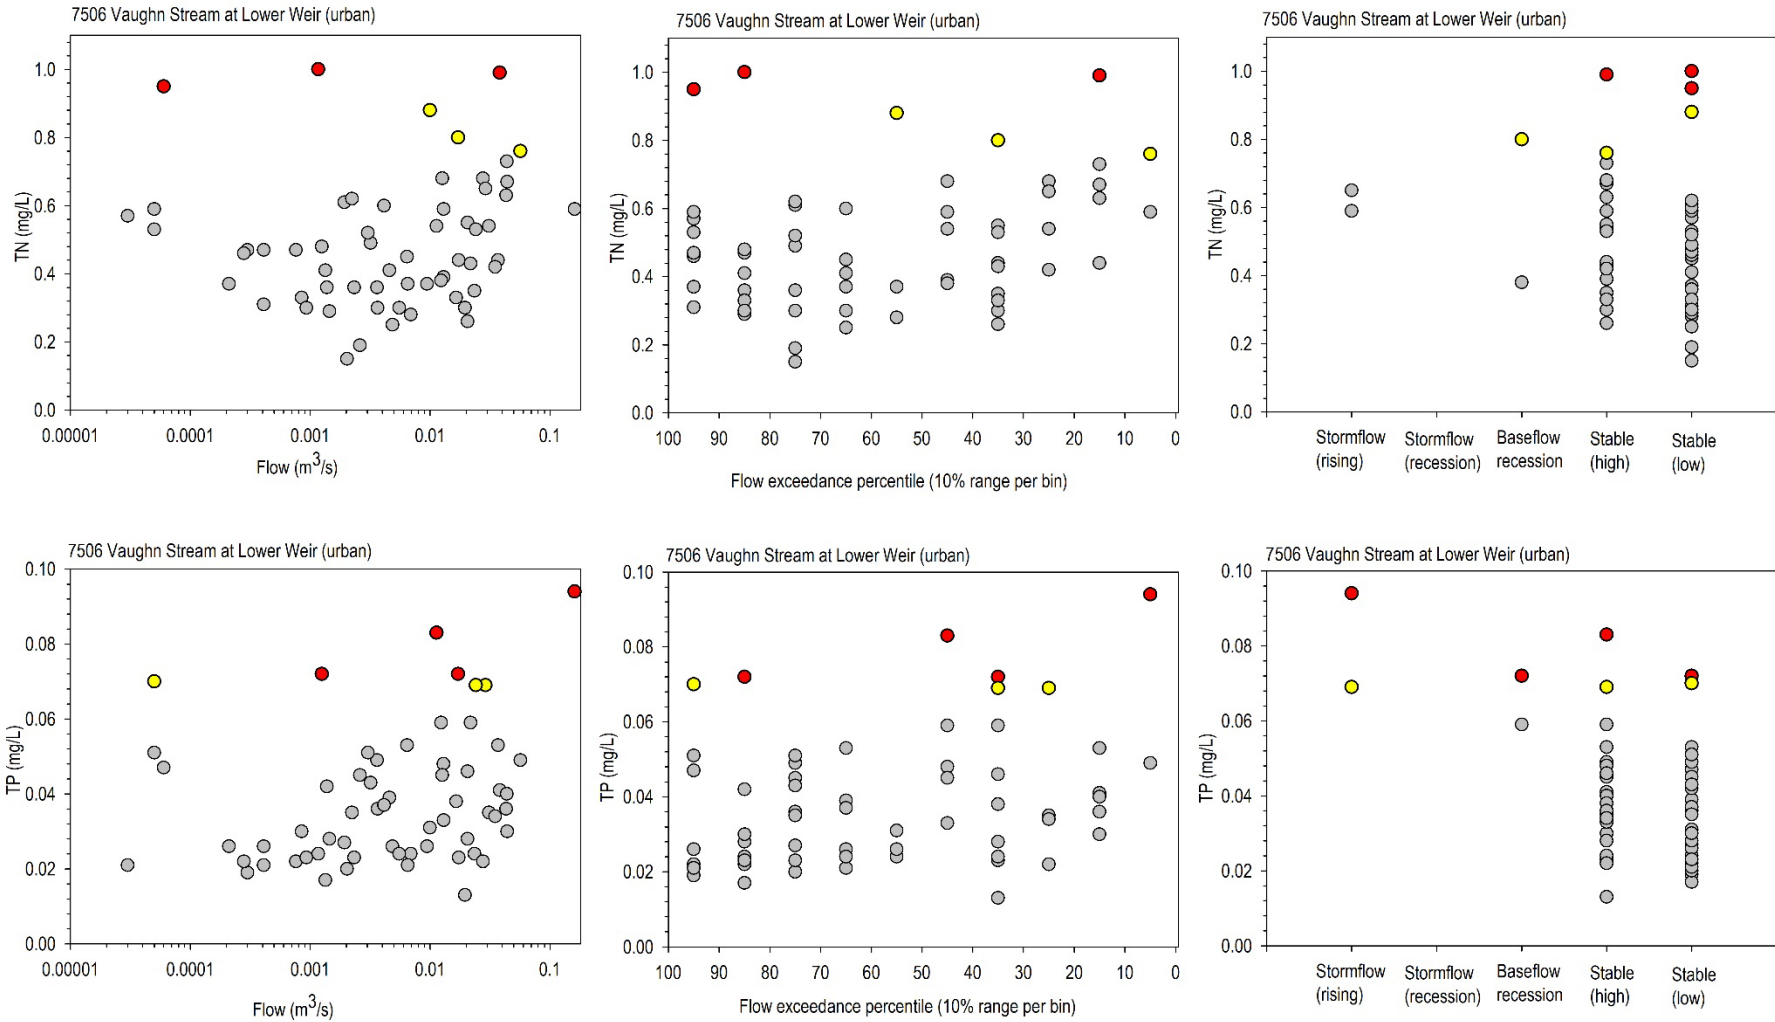 7506 Vaughn Stream at Lower Weir (urban)
TN (mg/L)
1.0
0.8
0.6
0.4
0.2
0.0
0.00001 0.0001 0.001 0.01 0.1
Flow (m³/s)
7506 Vaughn Stream at Lower Weir (urban)
TN (mg/L)
1.0
0.8
0.6
0.4
0.2
0.0
100 90 80 70 60 50 40 30 20 10 0
Flow exceedance percentile (10% range per bin)
7506 Vaughn Stream at Lower Weir (urban)
TN (mg/L)
1.0
0.8
0.6
0.4
0.2
0.0
Stormflow Stormflow Baseflow Stable Stable
(rising) (recession) recession (high) (low)
7506 Vaughn Stream at Lower Weir (urban)
TP (mg/L)
0.10
0.08
0.06
0.04
0.02
0.00
0.00001 0.0001 0.001 0.01 0.1
Flow (m³/s)
7506 Vaughn Stream at Lower Weir (urban)
TP (mg/L)
0.10
0.08
0.06
0.04
0.02
0.00
100 90 80 70 60 50 40 30 20 10 0
Flow exceedance percentile (10% range per bin)
7506 Vaughn Stream at Lower Weir (urban)
TP (mg/L)
0.10
0.08
0.06
0.04
0.02
0.00
Stormflow Stormflow Baseflow Stable Stable
(rising) (recession) recession (high) (low)